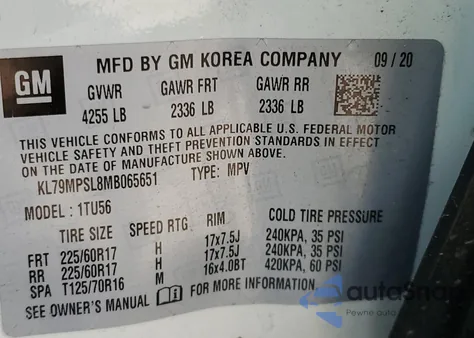 GM
MFD BY GM KOREA COMPANY 09/20
GVWR GAWR FRT GAWR RR
4255 LB 2336 LB 2336 LB
THIS VEHICLE CONFORMS TO ALL APPLICABLE U.S. FEDERAL MOTOR
VEHICLE SAFETY AND THEFT PREVENTION STANDARDS IN EFFECT
ON THE DATE OF MANUFACTURE SHOWN ABOVE.
KL79MPSL8MB065651 TYPE: MPV
MODEL: 1TU56
TIRE SIZE SPEED RTG RIM COLD TIRE PRESSURE
FRT 225/60R17 H 17x7.5J 240KPA, 35 PSI
RR 225/60R17 H 17x7.5J 240KPA, 35 PSI
SPA T125/70R16 M 16x4.0BT 420KPA, 60 PSI
SEE OWNER'S MANUAL FOR MORE INFORMATION.
autoSnap